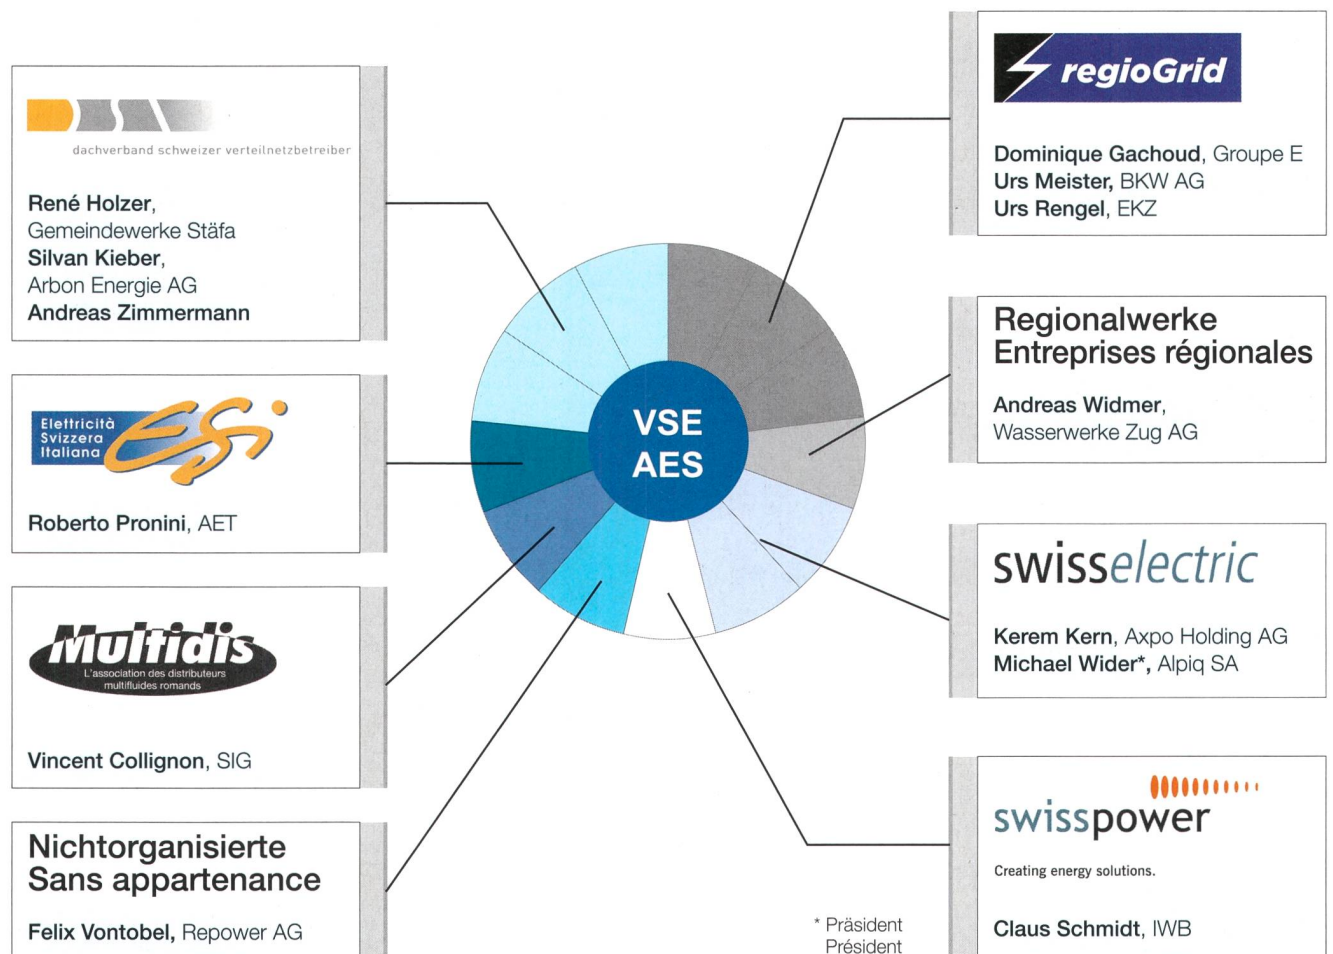 DSV
dachverband schweizer verteilnetzbetreiber
René Holzer,
Gemeindewerke Stäfa
Silvan Kieber,
Arbon Energie AG
Andreas Zimmermann
Elettricità
Svizzera
Italiana
ESi
Roberto Pronini, AET
Multidis
L'association des distributeurs
multifluides romands
Vincent Collignon, SIG
Nichtorganisierte
Sans appartenance
Felix Vontobel, Repower AG
VSE
AES
regioGrid
Dominique Gachoud, Groupe E
Urs Meister, BKW AG
Urs Rengel, EKZ
Regionalwerke
Entreprises régionales
Andreas Widmer,
Wasserwerke Zug AG
swisselectric
Kerem Kern, Axpo Holding AG
Michael Wider*, Alpiq SA
swisspower
Creating energy solutions.
Claus Schmidt, IWB
* Präsident
Président